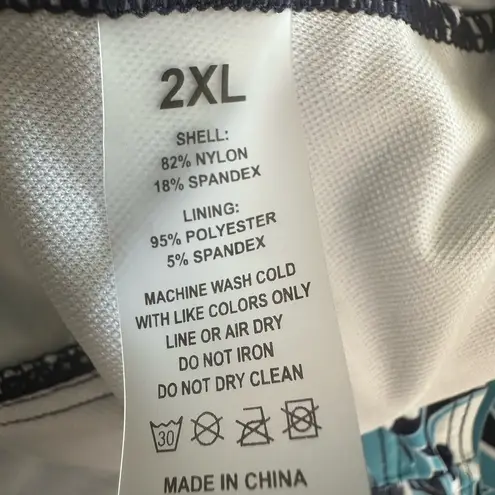 2XL
SHELL:
82% NYLON
18% SPANDEX
LINING:
95% POLYESTER
5% SPANDEX
MACHINE WASH COLD
WITH LIKE COLORS ONLY
LINE OR AIR DRY
DO NOT IRON
DO NOT DRY CLEAN
30
MADE IN CHINA